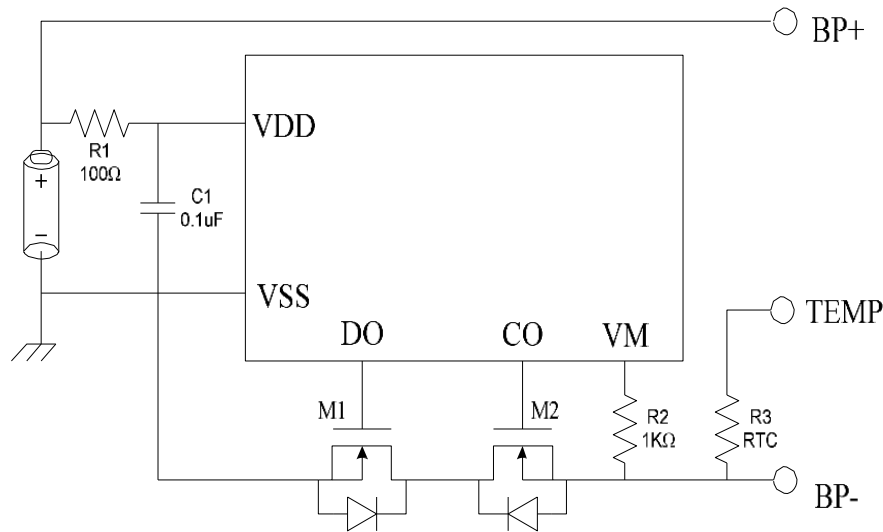 BP+
VDD
R1
100Ω
+
C1
0.1uF
−
VSS
TEMP
DO
CO
VM
M1
M2
R2
1KΩ
R3
RTC
BP-